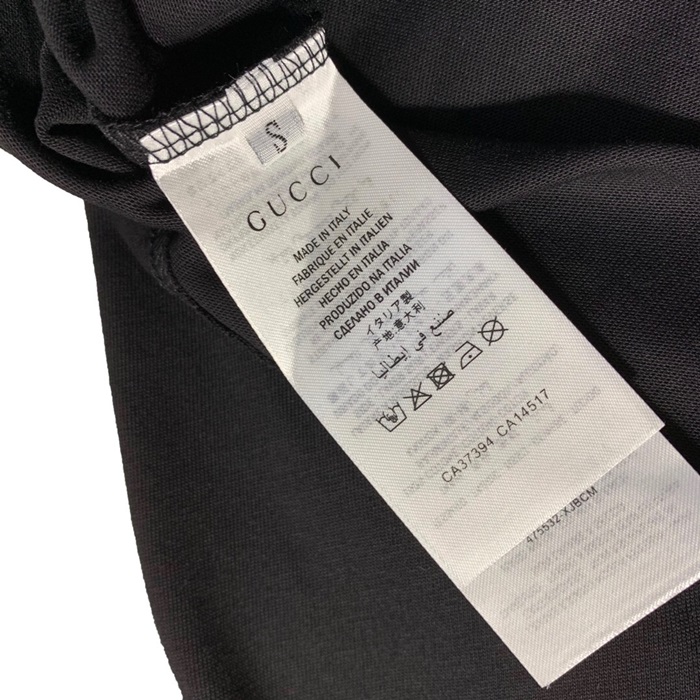 S
GUCCI
MADE IN ITALY
FABRIQUE EN ITALIE
HERGESTELLT IN ITALIEN
HECHO EN ITALIA
PRODUZIDO NA ITALIA
СДЕЛАНО В ИТАЛИИ
イタリア製
产地:意大利
صنع في إيطاليا
CA37394 CA14517
475532-XJBCM